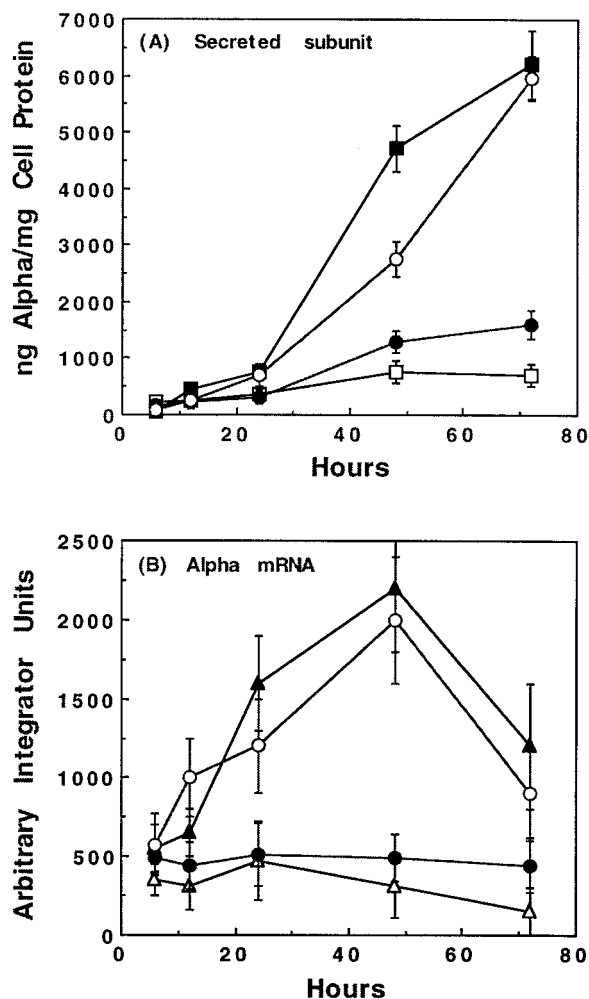 (A) Secreted subunit
ng Alpha/mg Cell Protein
7000
6000
5000
4000
3000
2000
1000
0
0 20 40 60 80
Hours
(B) Alpha mRNA
Arbitrary Integrator Units
2500
2000
1500
1000
500
0
0 20 40 60 80
Hours